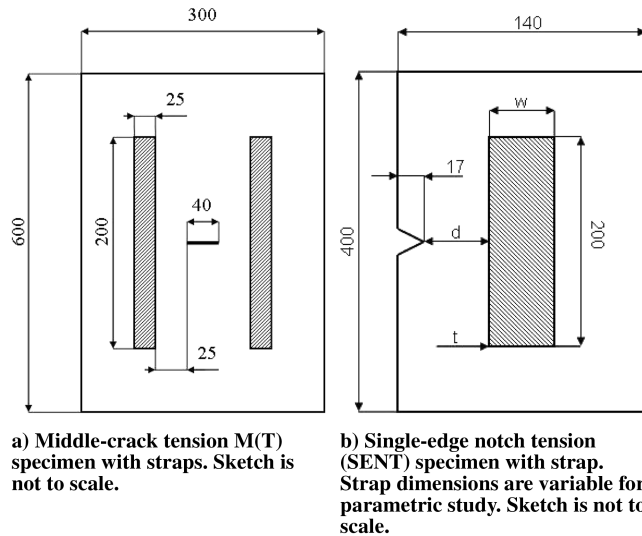 300
25
200
40
600
25
a) Middle-crack tension M(T)
specimen with straps. Sketch is
not to scale.
140
w
17
d
200
400
t
b) Single-edge notch tension
(SENT) specimen with strap.
Strap dimensions are variable for
parametric study. Sketch is not to
scale.